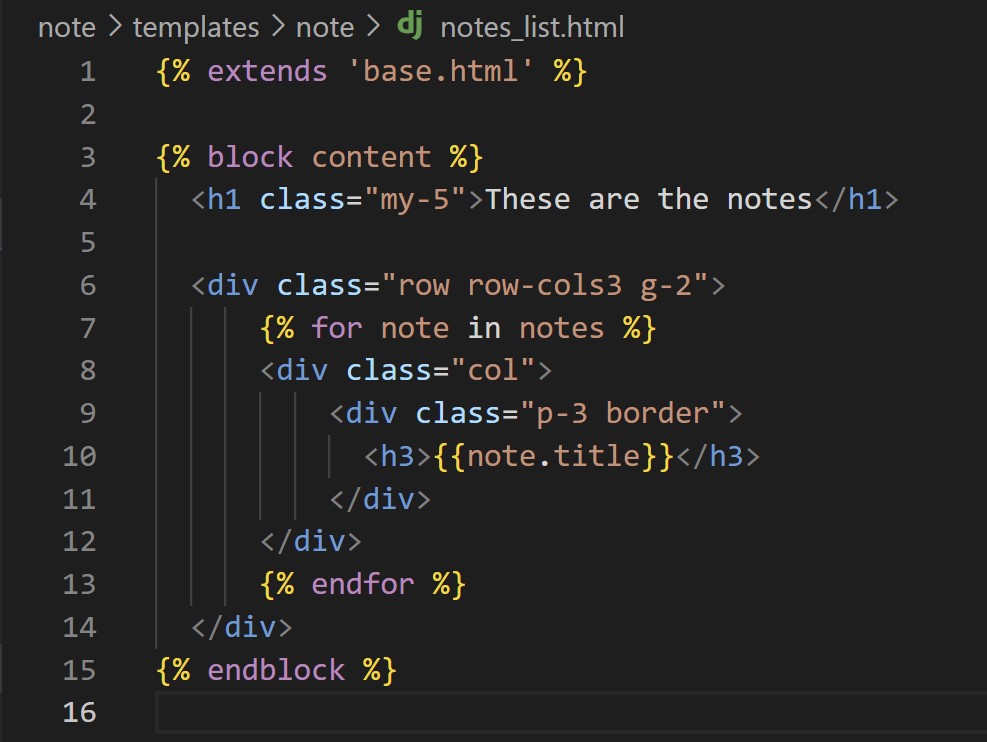 note > templates > note > dj notes_list.html
1 {% extends 'base.html' %}
2
3 {% block content %}
4 <h1 class="my-5">These are the notes</h1>
5
6 <div class="row row-cols3 g-2">
7 {% for note in notes %}
8 <div class="col">
9 <div class="p-3 border">
10 <h3>{{note.title}}</h3>
11 </div>
12 </div>
13 {% endfor %}
14 </div>
15 {% endblock %}
16